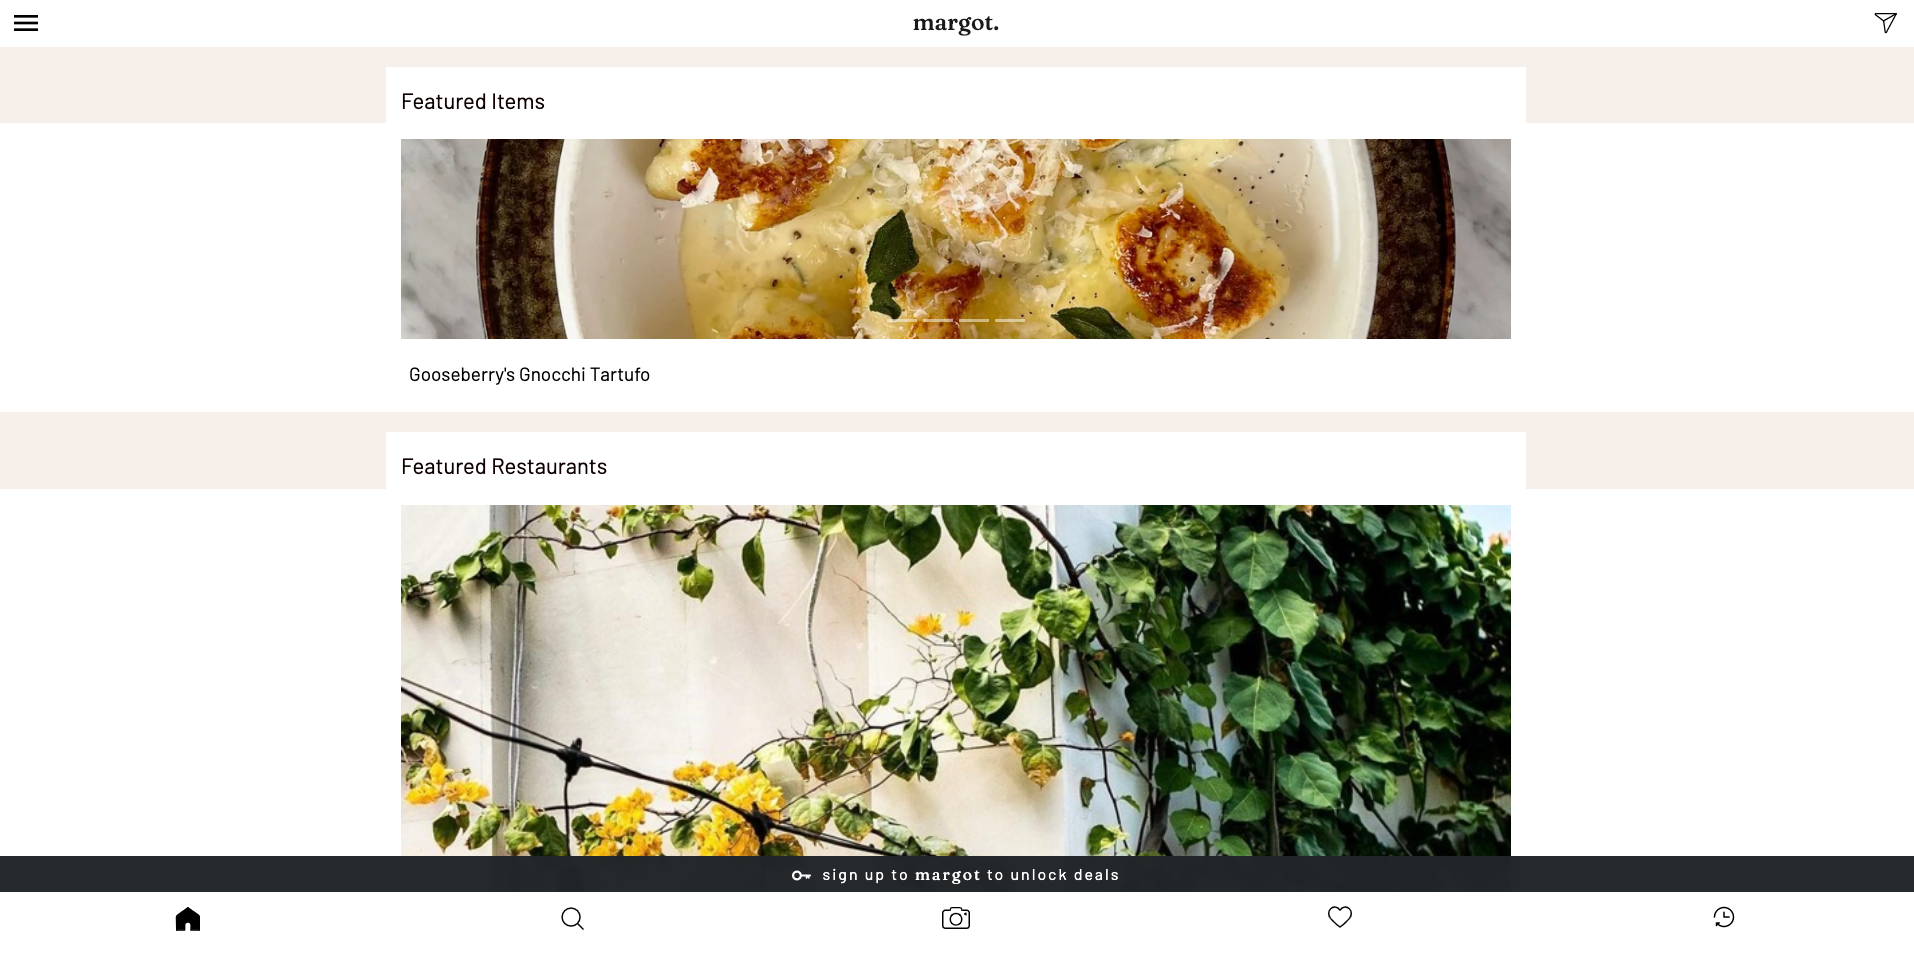 margot.
Featured Items
Gooseberry's Gnocchi Tartufo
Featured Restaurants
sign up to margot to unlock deals